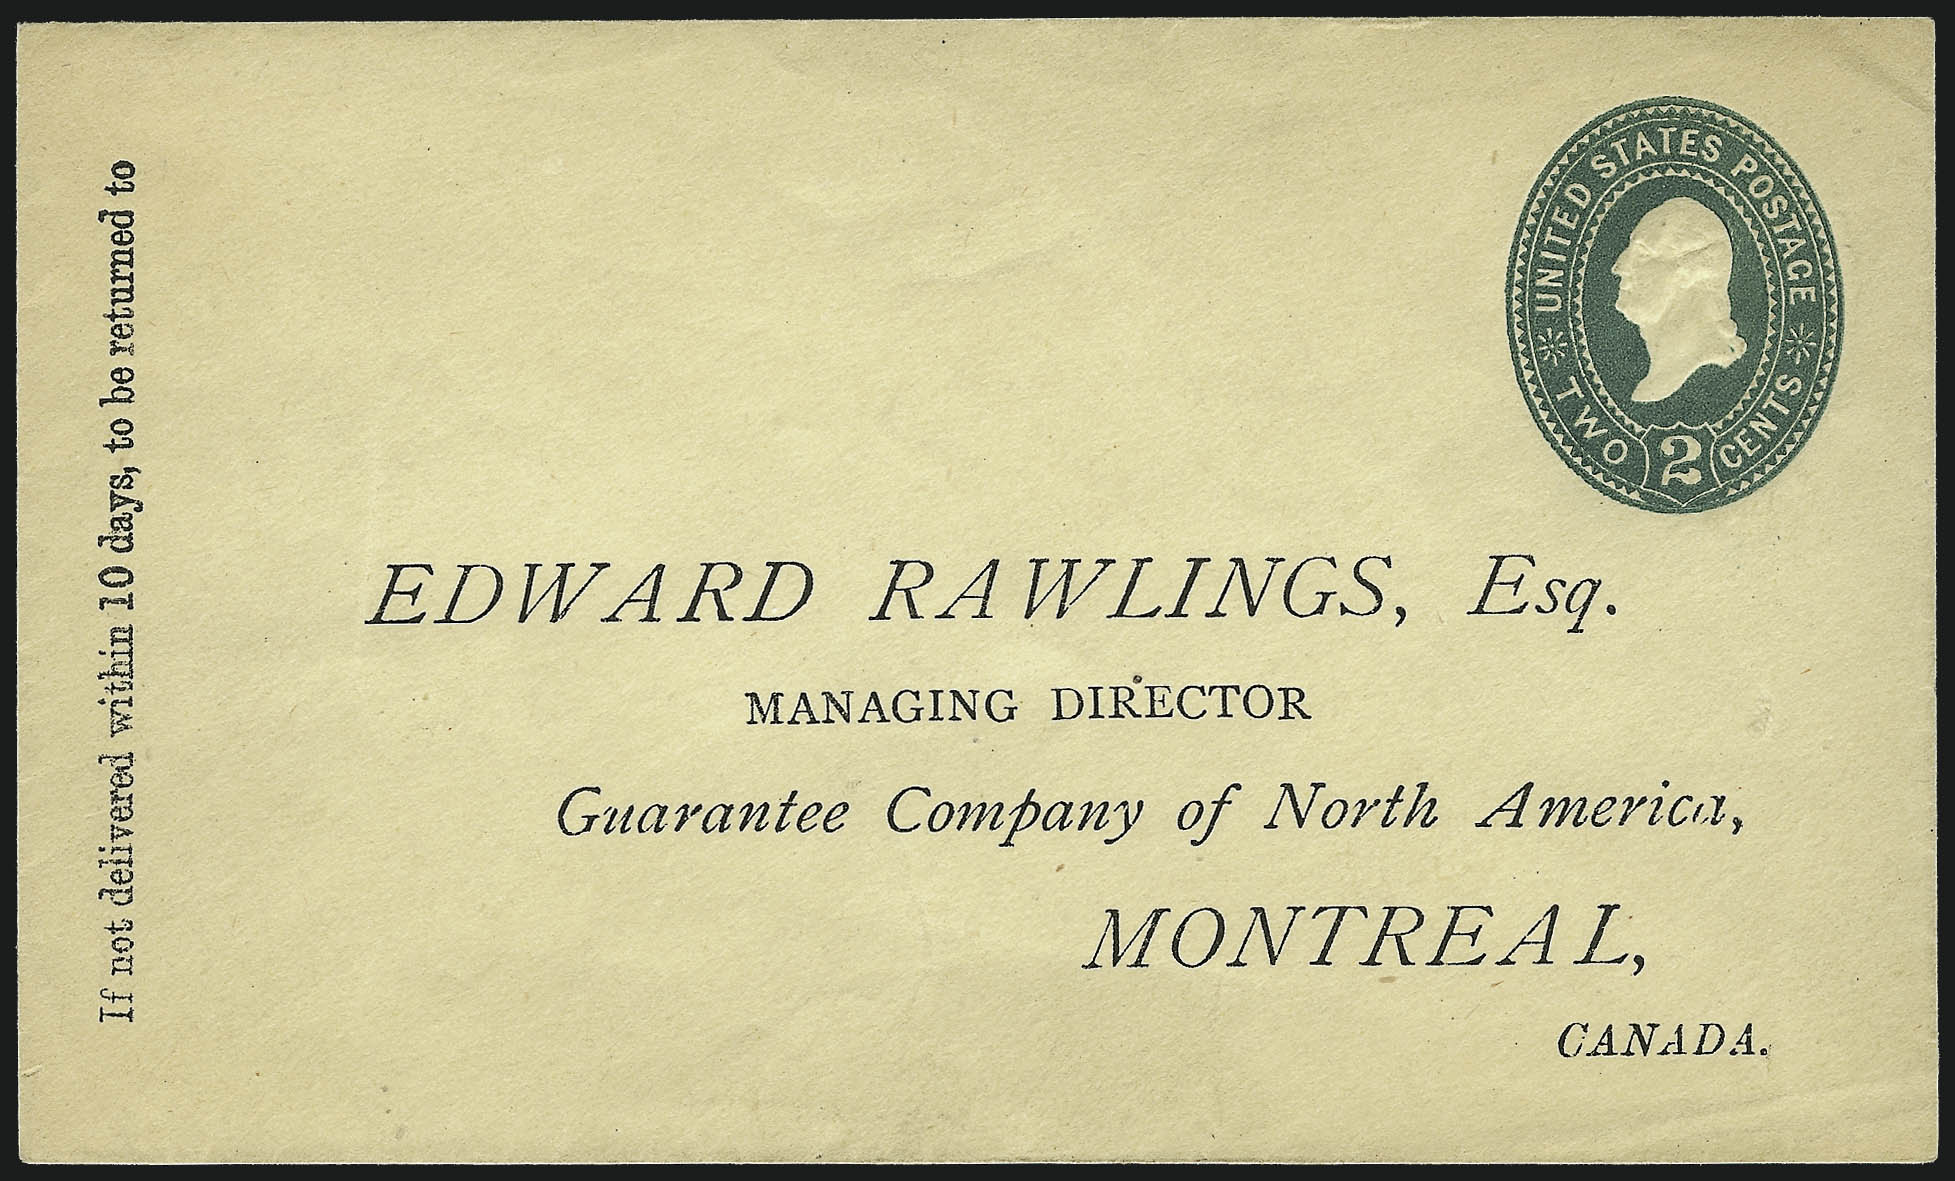 If not delivered within 10 days, to be returned to
UNITED STATES POSTAGE
TWO 2 CENTS
EDWARD RAWLINGS, Esq.
MANAGING DIRECTOR
Guarantee Company of North America,
MONTREAL,
CANADA.